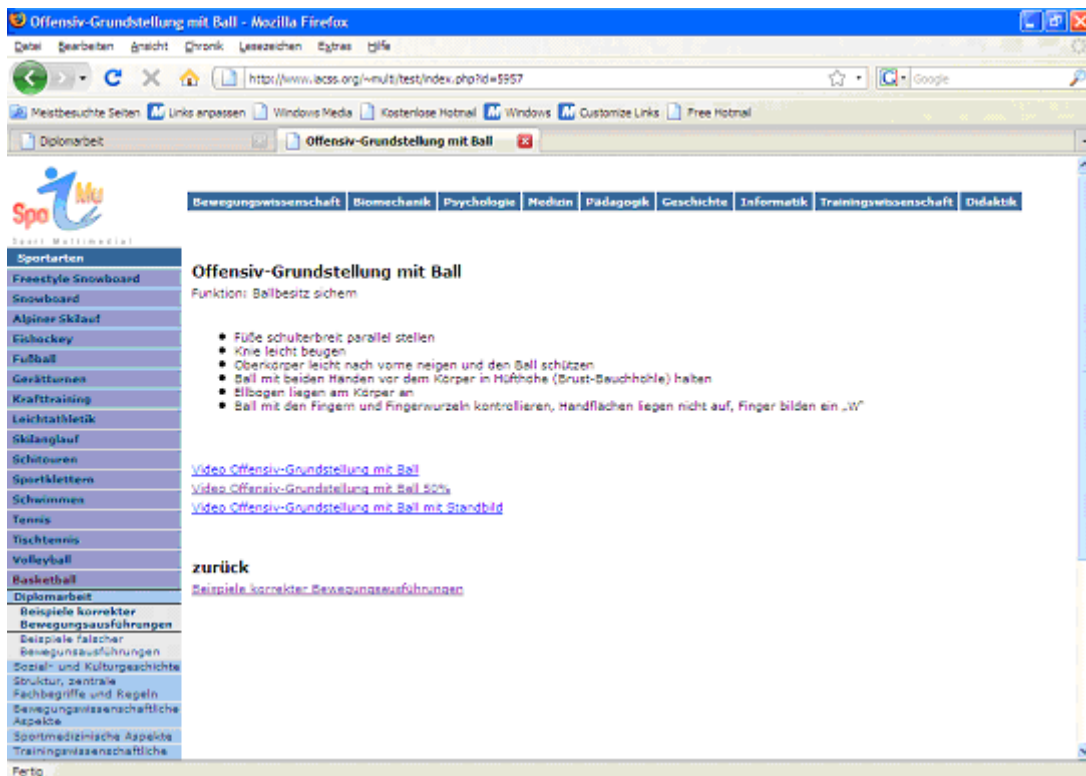 Offensiv-Grundstellung mit Ball - Mozilla Firefox
Datei Bearbeiten Ansicht Chronik Lesezeichen Extras Hilfe
http://www.iacss.org/~multi/test/index.php?id=5957
Google
Meistbesuchte Seiten Links anpassen Windows Media Kostenlose Hotmail Windows Customize Links Free Hotmail
Diplomarbeit Offensiv-Grundstellung mit Ball
Spo i Mu
Sport Multimedial
Bewegungswissenschaft Biomechanik Psychologie Medizin Pädagogik Geschichte Informatik Trainingswissenschaft Didaktik
Sportarten
Freestyle Snowboard
Snowboard
Alpiner Skilauf
Eishockey
Fußball
Gerätturnen
Krafttraining
Leichtathletik
Skilanglauf
Schitouren
Sportklettern
Schwimmen
Tennis
Tischtennis
Volleyball
Basketball
Diplomarbeit
Beispiele korrekter
Bewegungsausführungen
Beispiele falscher
Bewegunsausführungen
Sozial- und Kulturgeschichte
Struktur, zentrale
Fachbegriffe und Regeln
Bewegungswissenschaftliche
Aspekte
Sportmedizinische Aspekte
Trainingswissenschaftliche
Offensiv-Grundstellung mit Ball
Funktion: Ballbesitz sichern
Füße schulterbreit parallel stellen
Knie leicht beugen
Oberkörper leicht nach vorne neigen und den Ball schützen
Ball mit beiden Händen vor dem Körper in Hüfthöhe (Brust-Bauchhöhle) halten
Ellbogen liegen am Körper an
Ball mit den Fingern und Fingerwurzeln kontrollieren, Handflächen liegen nicht auf, Finger bilden ein „W"
Video Offensiv-Grundstellung mit Ball
Video Offensiv-Grundstellung mit Ball 50%
Video Offensiv-Grundstellung mit Ball mit Standbild
zurück
Beispiele korrekter Bewegungsausführungen
Fertig